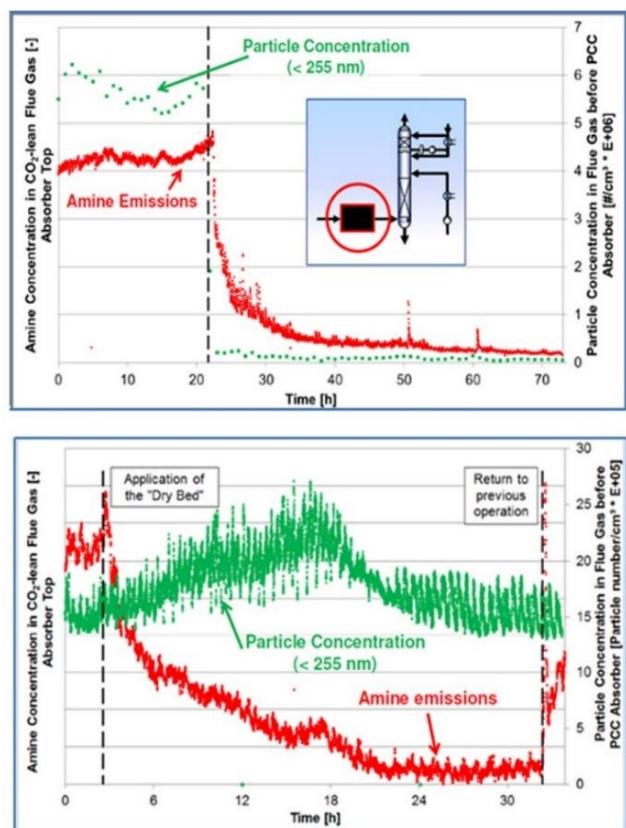 Amine Concentration in CO₂-lean Flue Gas [-]
Absorber Top
7
6
5
4
3
2
1
0
Particle Concentration
(< 255 nm)
Amine Emissions
0
10
20
30
40
50
60
70
Time [h]
Particle Concentration in Flue Gas before PCC
Absorber [#/cm³ * E+06]
Amine Concentration in CO₂-lean Flue Gas [-]
Absorber Top
30
25
20
15
10
5
0
Application of
the "Dry Bed"
Return to
previous
operation
Particle Concentration
(< 255 nm)
Amine emissions
0
6
12
18
24
30
Time [h]
Particle Concentration in Flue Gas before
PCC Absorber [Particle number/cm³ * E+05]